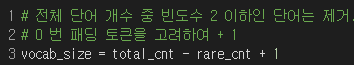 1 # 전체 단어 개수 중 빈도수 2 이하인 단어는 제거.
2 # 0 번 패딩 토큰을 고려하여 + 1
3 vocab_size = total_cnt - rare_cnt + 1